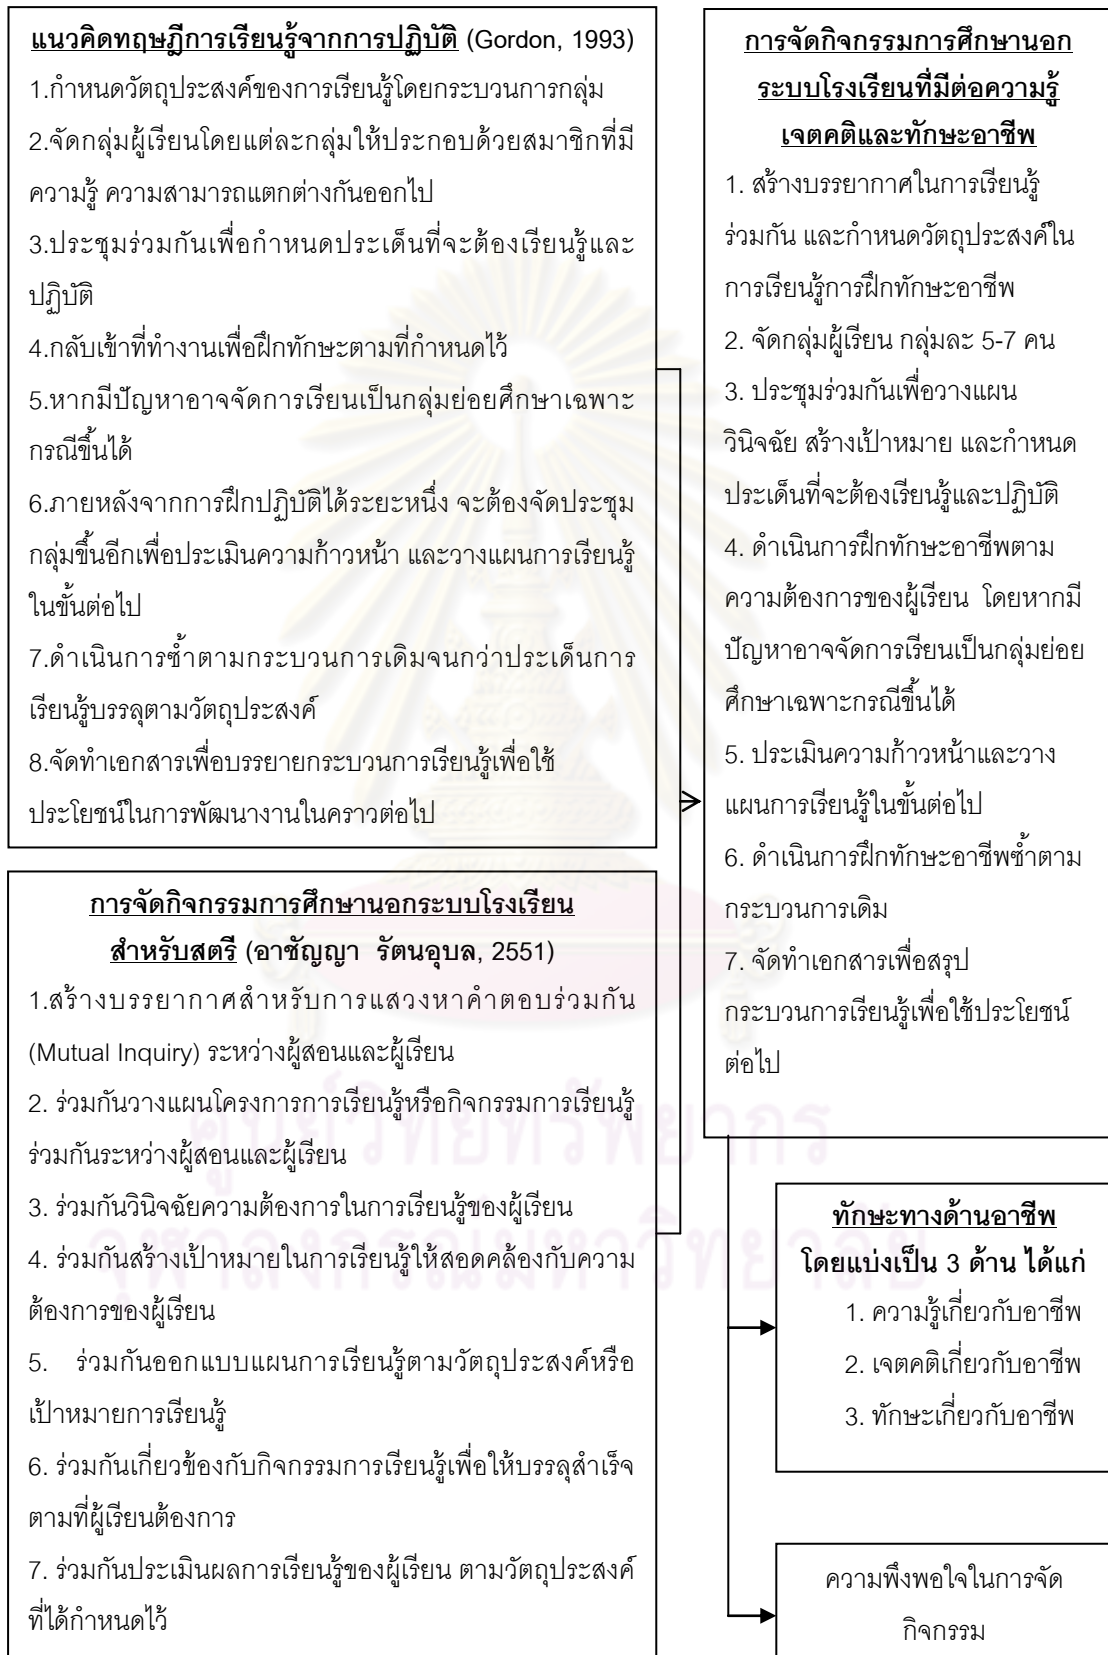 แนวคิดทฤษฎีการเรียนรู้จากการปฏิบัติ (Gordon, 1993)
1.กำหนดวัตถุประสงค์ของการเรียนรู้โดยกระบวนการกลุ่ม
2.จัดกลุ่มผู้เรียนโดยแต่ละกลุ่มให้ประกอบด้วยสมาชิกที่มี
ความรู้ ความสามารถแตกต่างกันออกไป
3.ประชุมร่วมกันเพื่อกำหนดประเด็นที่จะต้องเรียนรู้และ
ปฏิบัติ
4.กลับเข้าที่ทำงานเพื่อฝึกทักษะตามที่กำหนดไว้
5.หากมีปัญหาอาจจัดการเรียนเป็นกลุ่มย่อยศึกษาเฉพาะ
กรณีขึ้นได้
6.ภายหลังจากการฝึกปฏิบัติได้ระยะหนึ่ง จะต้องจัดประชุม
กลุ่มขึ้นอีกเพื่อประเมินความก้าวหน้า และวางแผนการเรียนรู้
ในขั้นต่อไป
7.ดำเนินการซ้ำตามกระบวนการเดิมจนกว่าประเด็นการ
เรียนรู้บรรลุตามวัตถุประสงค์
8.จัดทำเอกสารเพื่อบรรยายกระบวนการเรียนรู้เพื่อใช้
ประโยชน์ในการพัฒนางานในคราวต่อไป
การจัดกิจกรรมการศึกษานอกระบบโรงเรียน
สำหรับสตรี (อาชัญญา รัตนอุบล, 2551)
1.สร้างบรรยากาศสำหรับการแสวงหาคำตอบร่วมกัน
(Mutual Inquiry) ระหว่างผู้สอนและผู้เรียน
2. ร่วมกันวางแผนโครงการการเรียนรู้หรือกิจกรรมการเรียนรู้
ร่วมกันระหว่างผู้สอนและผู้เรียน
3. ร่วมกันวินิจฉัยความต้องการในการเรียนรู้ของผู้เรียน
4. ร่วมกันสร้างเป้าหมายในการเรียนรู้ให้สอดคล้องกับความ
ต้องการของผู้เรียน
5. ร่วมกันออกแบบแผนการเรียนรู้ตามวัตถุประสงค์หรือ
เป้าหมายการเรียนรู้
6. ร่วมกันเกี่ยวข้องกับกิจกรรมการเรียนรู้เพื่อให้บรรลุสำเร็จ
ตามที่ผู้เรียนต้องการ
7. ร่วมกันประเมินผลการเรียนรู้ของผู้เรียน ตามวัตถุประสงค์
ที่ได้กำหนดไว้
การจัดกิจกรรมการศึกษานอก
ระบบโรงเรียนที่มีต่อความรู้
เจตคติและทักษะอาชีพ
1. สร้างบรรยากาศในการเรียนรู้
ร่วมกัน และกำหนดวัตถุประสงค์ใน
การเรียนรู้การฝึกทักษะอาชีพ
2. จัดกลุ่มผู้เรียน กลุ่มละ 5-7 คน
3. ประชุมร่วมกันเพื่อวางแผน
วินิจฉัย สร้างเป้าหมาย และกำหนด
ประเด็นที่จะต้องเรียนรู้และปฏิบัติ
4. ดำเนินการฝึกทักษะอาชีพตาม
ความต้องการของผู้เรียน โดยหากมี
ปัญหาอาจจัดการเรียนเป็นกลุ่มย่อย
ศึกษาเฉพาะกรณีขึ้นได้
5. ประเมินความก้าวหน้าและวาง
แผนการเรียนรู้ในขั้นต่อไป
6. ดำเนินการฝึกทักษะอาชีพซ้ำตาม
กระบวนการเดิม
7. จัดทำเอกสารเพื่อสรุป
กระบวนการเรียนรู้เพื่อใช้ประโยชน์
ต่อไป
ทักษะทางด้านอาชีพ
โดยแบ่งเป็น 3 ด้าน ได้แก่
1. ความรู้เกี่ยวกับอาชีพ
2. เจตคติเกี่ยวกับอาชีพ
3. ทักษะเกี่ยวกับอาชีพ
ความพึงพอใจในการจัด
กิจกรรม
ศูนย์วิทยทรัพยากร
จุฬาลงกรณ์มหาวิทยาลัย